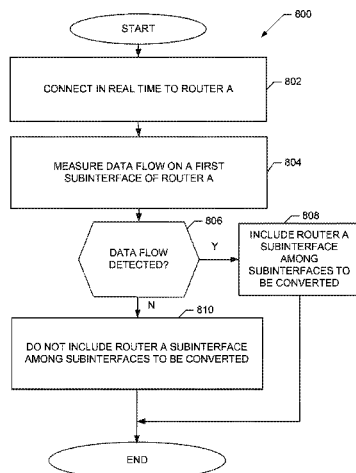 START
800
CONNECT IN REAL TIME TO ROUTER A
802
MEASURE DATA FLOW ON A FIRST
SUBINTERFACE OF ROUTER A
804
DATA FLOW
DETECTED?
806
Y
N
808
INCLUDE ROUTER A
SUBINTERFACE
AMONG
SUBINTERFACES TO
BE CONVERTED
810
DO NOT INCLUDE ROUTER A SUBINTERFACE
AMONG SUBINTERFACES TO BE CONVERTED
END